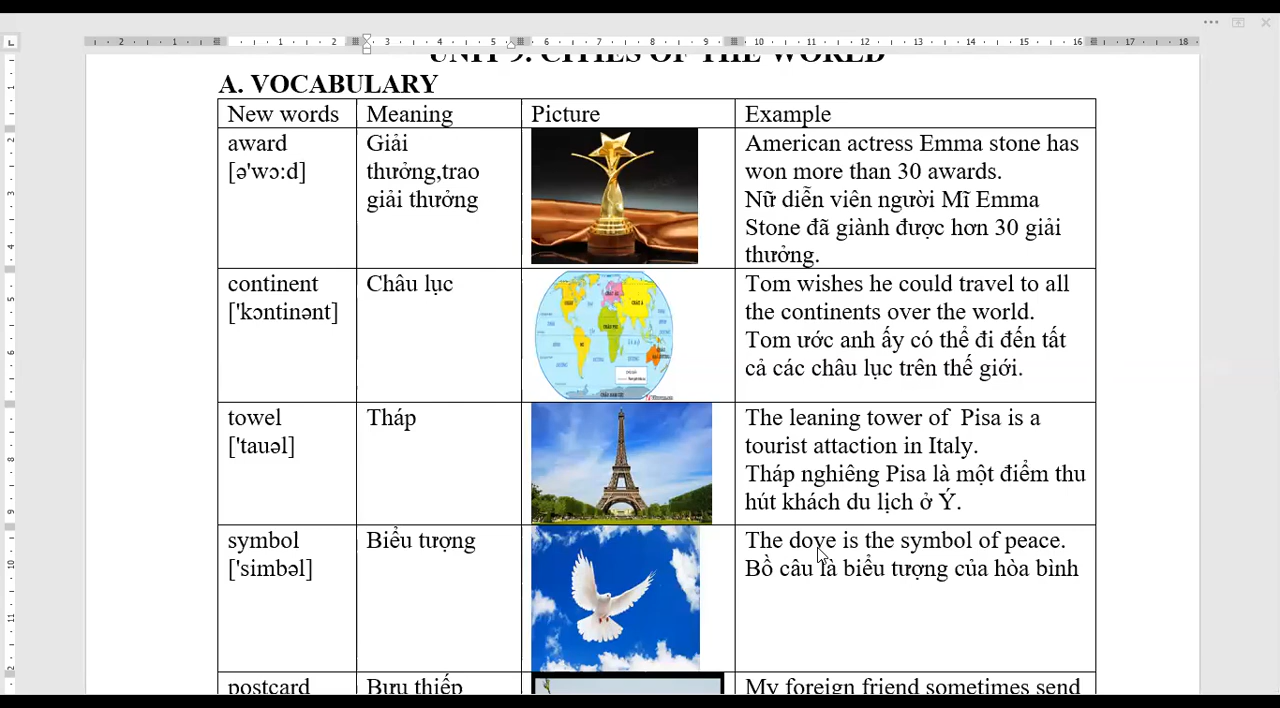 UNIT 9: CITIES OF THE WORLD
A. VOCABULARY
New words Meaning Picture Example
award
[ə'wɔ:d]
Giải
thưởng,trao
giải thưởng
American actress Emma stone has
won more than 30 awards.
Nữ diễn viên người Mĩ Emma
Stone đã giành được hơn 30 giải
thưởng.
continent
['kɔntinənt]
Châu lục
Tom wishes he could travel to all
the continents over the world.
Tom ước anh ấy có thể đi đến tất
cả các châu lục trên thế giới.
towel
['tauəl]
Tháp
The leaning tower of Pisa is a
tourist attaction in Italy.
Tháp nghiêng Pisa là một điểm thu
hút khách du lịch ở Ý.
symbol
['simbəl]
Biểu tượng
The dove is the symbol of peace.
Bồ câu là biểu tượng của hòa bình
postcard
Bưu thiếp
My foreign friend sometimes send